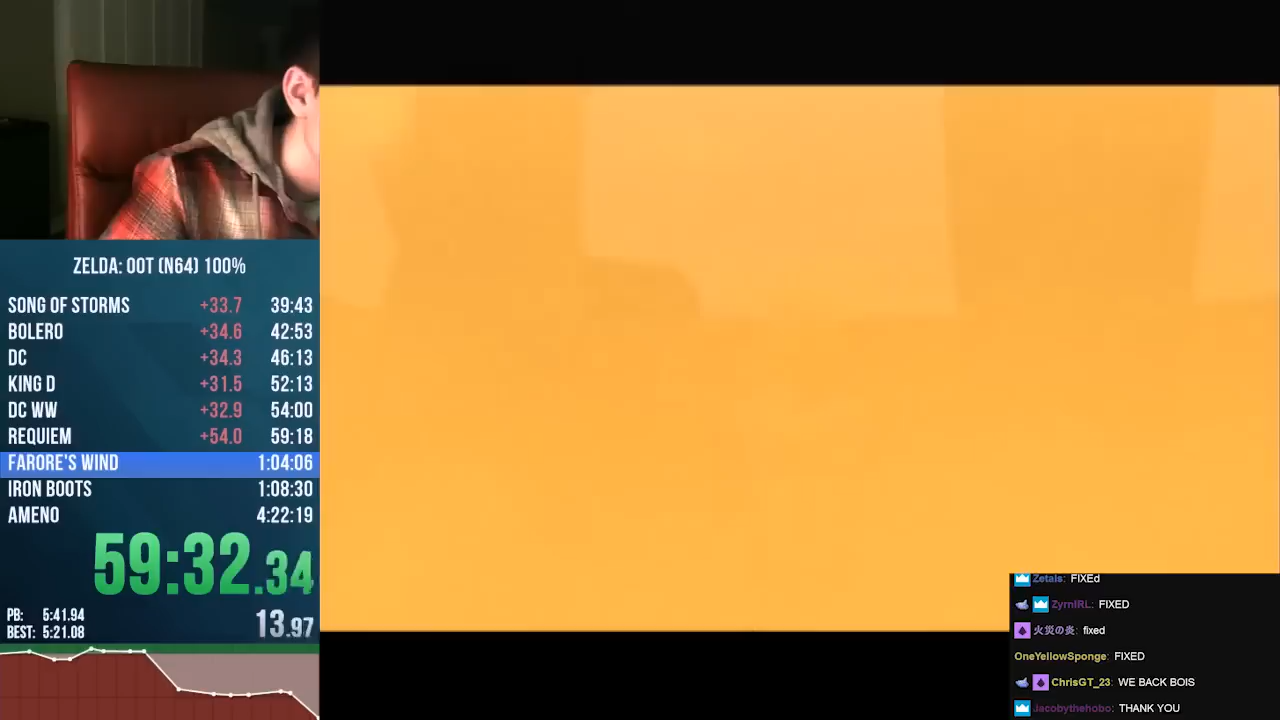 ZELDA: OOT (N64) 100%
SONG OF STORMS +33.7 39:43
BOLERO +34.6 42:53
DC +34.3 46:13
KING D +31.5 52:13
DC WW +32.9 54:00
REQUIEM +54.0 59:18
FARORE'S WIND 1:04:06
IRON BOOTS 1:08:30
AMENO 4:22:19
59:32.34
PB: 5:41.94
BEST: 5:21.08
13.97
Zetals: FIXEd
ZyrnIRL: FIXED
火災の炎: fixed
OneYellowSponge: FIXED
ChrisGT_23: WE BACK BOIS
Jacobythehobo: THANK YOU